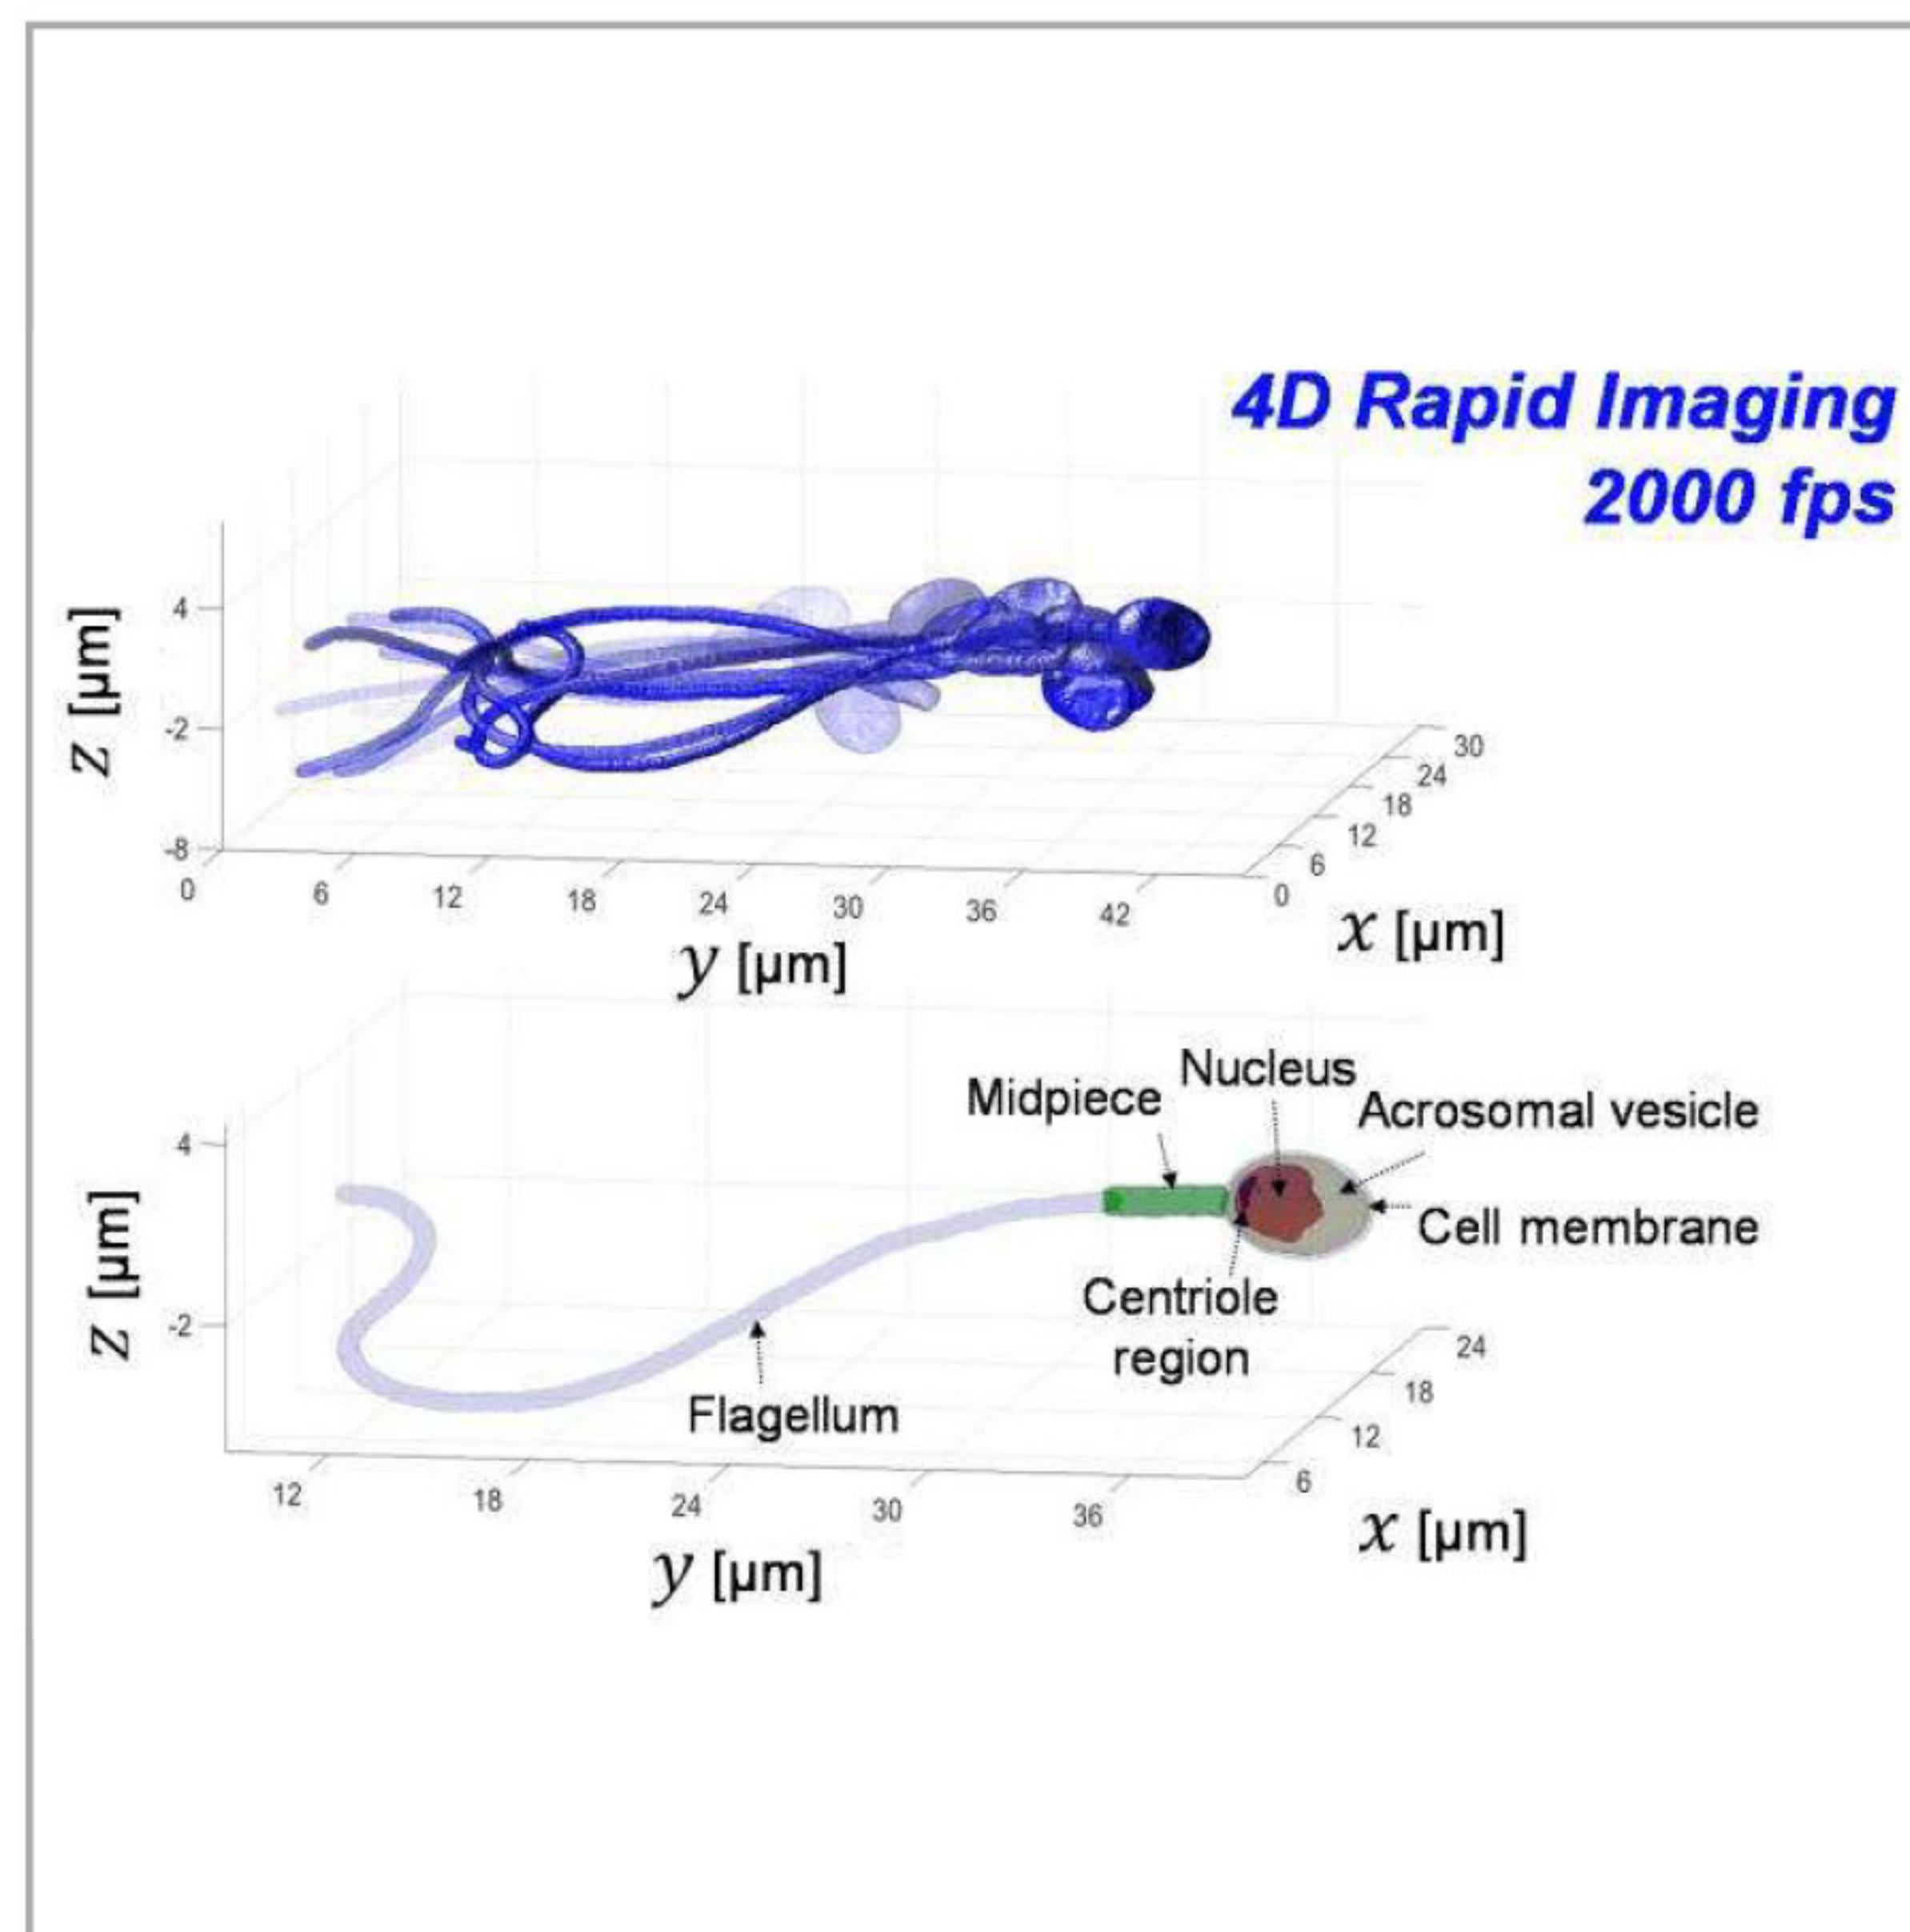 4D Rapid Imaging
2000 fps
4
-2
-8
z [µm]
0 6 12 18 24 30 36 42
y [µm]
0 6 12 18 24 30
x [µm]
Nucleus
Midpiece
Acrosomal vesicle
Cell membrane
Centriole
region
Flagellum
4
-2
z [µm]
12 18 24 30 36
y [µm]
6 12 18 24
x [µm]